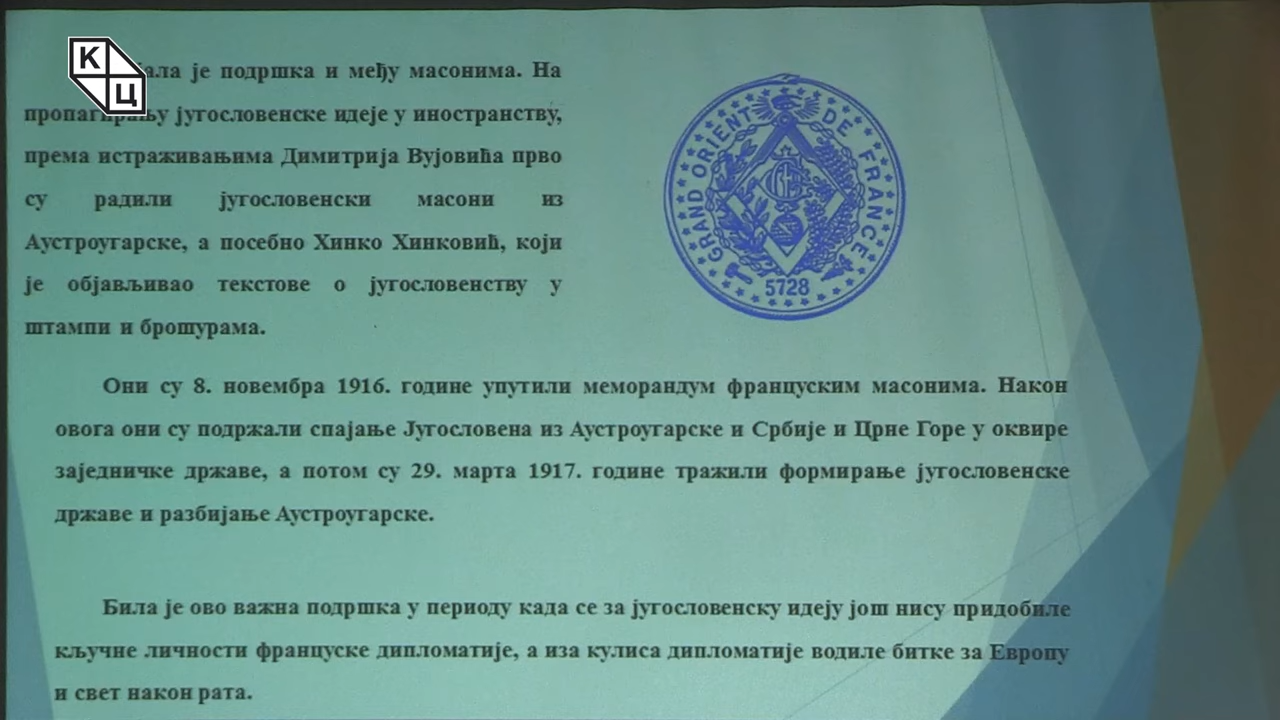 КЦ
је подршка и међу масонима. На
пропагирању југословенске идеје у иностранству,
према истраживањима Димитрија Вујовића прво
су радили југословенски масони из
Аустроугарске, а посебно Хинко Хинковић, који
је објављивао текстове о југословенству у
штампи и брошурама.
GRAND ORIENT DE FRANCE
5728
Они су 8. новембра 1916. године упутили меморандум француским масонима. Након
овога они су подржали спајање Југословена из Аустроугарске и Србије и Црне Горе у оквире
заједничке државе, а потом су 29. марта 1917. године тражили формирање југословенске
државе и разбијање Аустроугарске.
Била је ово важна подршка у периоду када се за југословенску идеју још нису придобиле
кључне личности француске дипломатије, а иза кулиса дипломатије водиле битке за Европу
и свет након рата.